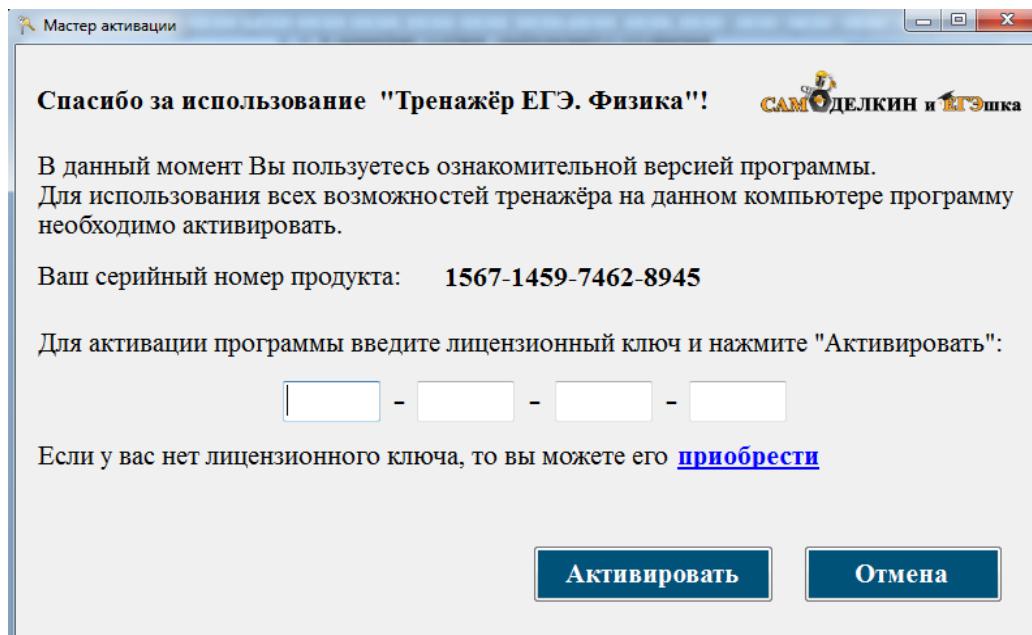 Мастер активации
Спасибо за использование "Тренажёр ЕГЭ. Физика"!
САМОДЕЛКИН и ЕГЭшка
В данный момент Вы пользуетесь ознакомительной версией программы.
Для использования всех возможностей тренажёра на данном компьютере программу
необходимо активировать.
Ваш серийный номер продукта: 1567-1459-7462-8945
Для активации программы введите лицензионный ключ и нажмите "Активировать":
- - -
Если у вас нет лицензионного ключа, то вы можете его приобрести
Активировать Отмена